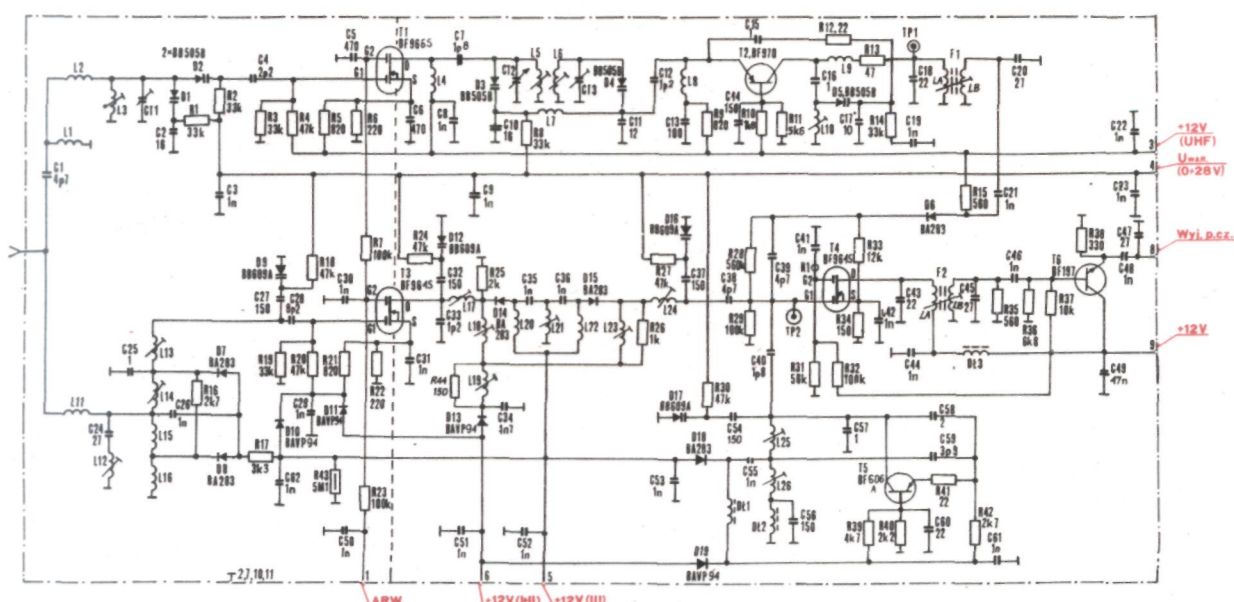 C5 470
T1 BF966S
C7 1p8
C15
R12, 22
TP1
2×BB505B
D2
C4 2p2
G2
G1
D
S
L2
L3
CT1
D1
R1 33k
R2 33k
C2 16
L1
C1 4p7
R3 33k
R4 47k
R5 820
R6 220
C6 470
L4
C8 1n
D3 BB505B
CT2
L5
L6
CT3
BB505B D4
C10 16
L7
R8 33k
C11 12
C12 1p2
L8
T2, BF970
C13 100
R9 820
C14 150
R10
R11 5k6
C16 1
L9
R13 47
D5, BB505B
L10
C17 10
R14 33k
C19 1n
C18 22
F1
LA
LB
C20 27
C22 1n
3
+12V (UHF)
4
(0÷28V)
C3 1n
C9 1n
R15 560
C21 1n
C23 1n
D6 BA283
R38 330
C47 27
8
Wyj. p.cz.
D9 BB609A
R18 47k
R7 100k
R24 47k
D12 BB609A
D16 BB609A
R27 47k
R28 560k
C39 4p7
C41 1n
T4 BF964S
R33 12k
C46 1n
T6 BF197
C48 1n
C27 150
C28 8p2
C30 1n
G2
G1
T3 BF964S
D
S
C32 150
L17
C33 1p2
R25 2k
C35 1n
C36 1n
D15 BA283
C37 150
L24
C38 4p7
G2
G1
D
S
C43 22
F2
LA
LB
C45 27
R35 560
R36 6k8
R37 10k
L13
C25 1
D7 BA283
L14
R16 2k7
C26 1n
R19 33k
R20 47k
R21 820
R22 220
C31 1n
L18
D14 BA283
L20
L21
L22
L23
R26 1k
R29 100k
TP2
R34 150
C42 1n
C40 1p8
R31
R32
C44 1n
DŁ3
+12V
9
C49 47n
L11
C24 27
L12
L15
L16
D8 BA283
R17 3k3
D10 BAVP94
D11 BAVP94
R44 150
L19
D13 BAVP94
C34 1n7
R30 47k
D17 BB609A
C54 150
L25
C57 1
C58 2
C59 3p9
C62 1n
R43 5M1
R23 100k
D18 BA283
C53 1n
C55 1n
L26
T5 BF606A
R41 22
DŁ1
DŁ2
C56 150
R39 4k7
R40 2k2
C60 22
R42 2k7
C61 1n
C50 1n
C51 1n
C52 1n
D19 BAVP94
2,7,10,11
1
6
5
ARW
+12V(III)